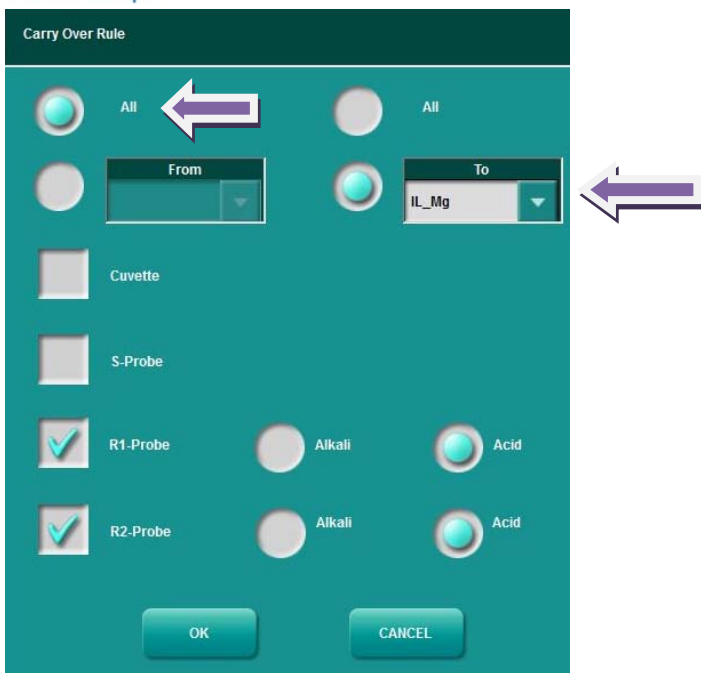 Carry Over Rule
All All
From To
IL_Mg
Cuvette
S-Probe
R1-Probe Alkali Acid
R2-Probe Alkali Acid
OK CANCEL